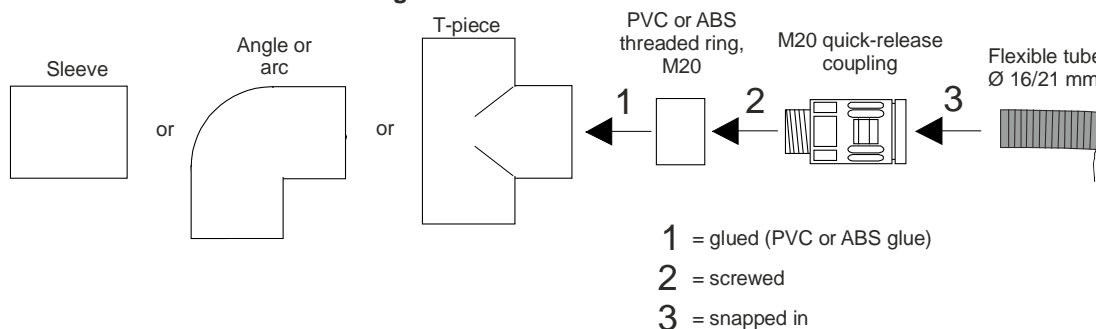 T-piece
PVC or ABS
threaded ring,
M20
M20 quick-release
coupling
Flexible tube
Ø 16/21 mm
Angle or
arc
Sleeve
or
or
1
2
3
1 = glued (PVC or ABS glue)
2 = screwed
3 = snapped in